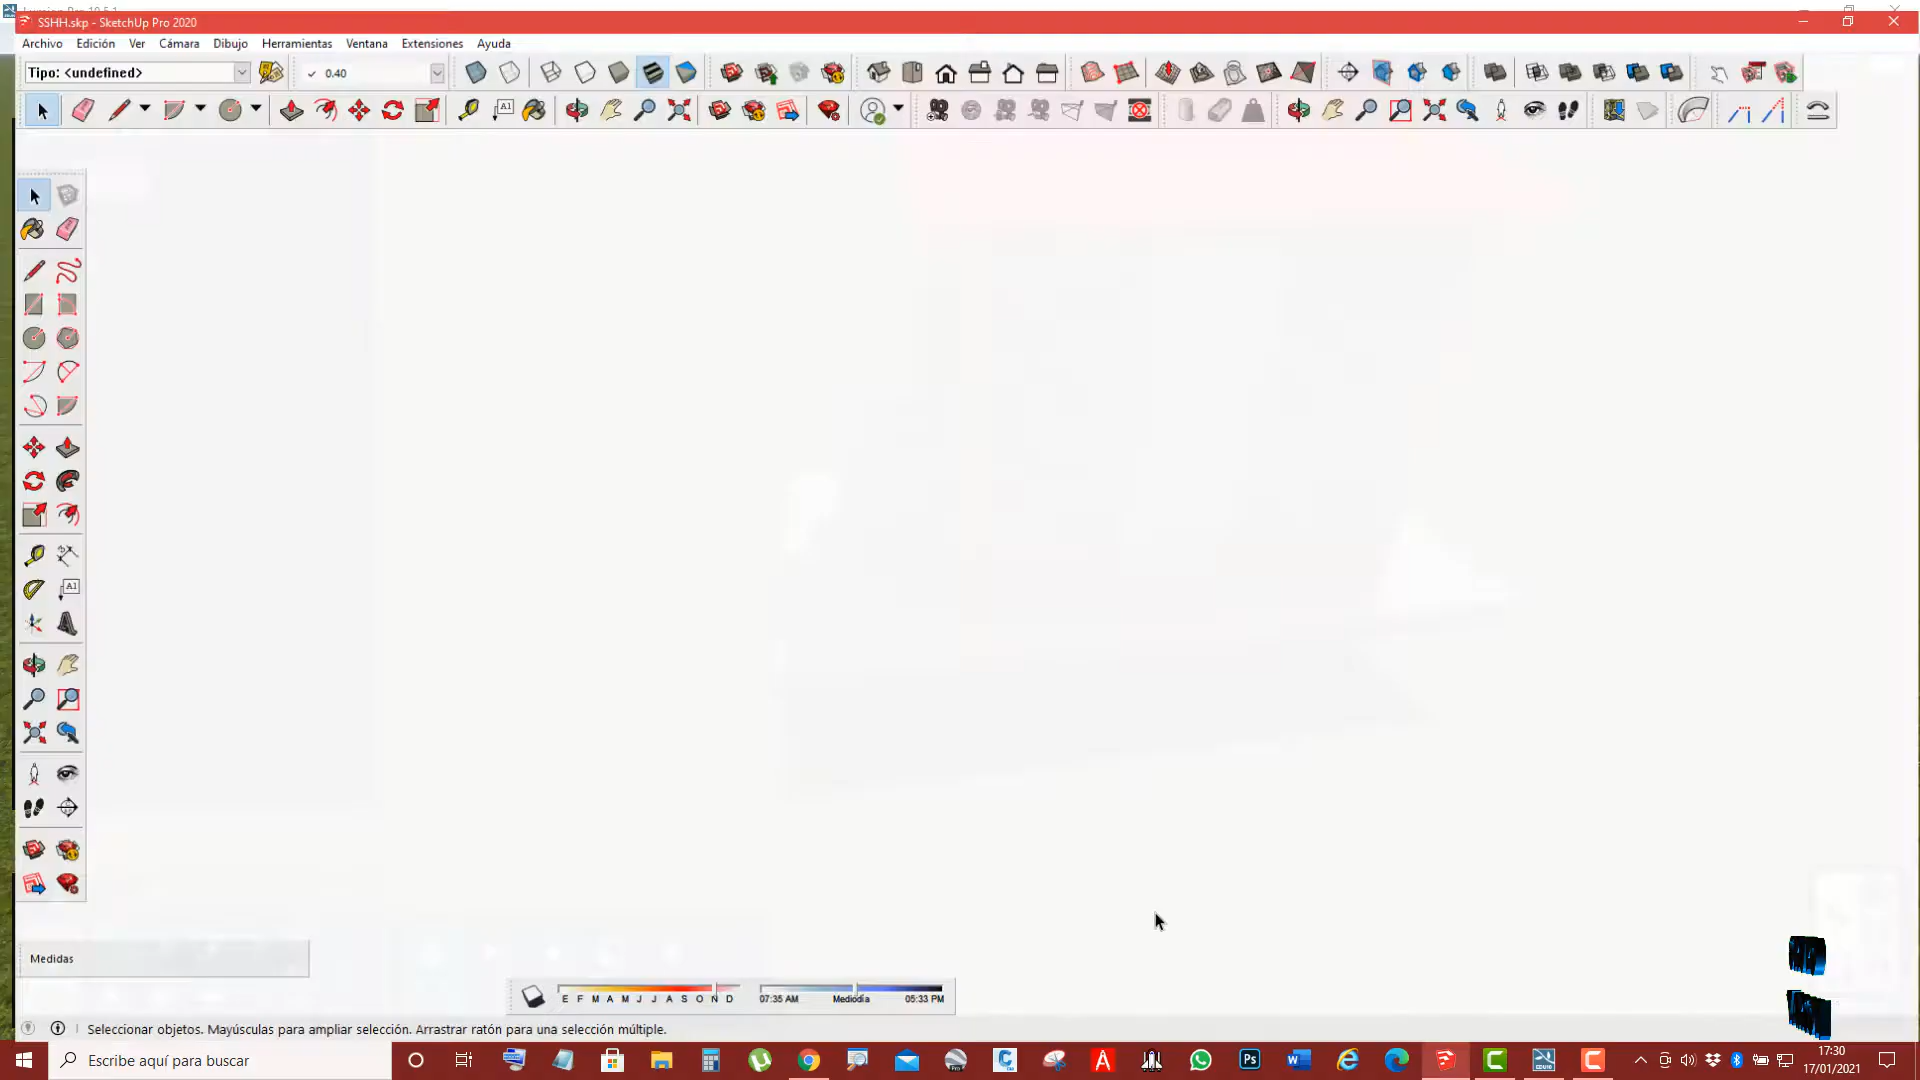 SSHH.skp - SketchUp Pro 2020
Archivo Edición Ver Cámara Dibujo Herramientas Ventana Extensiones Ayuda
Tipo: <undefined>
✓ 0.40
Medidas
E F M A M J J A S O N D
07:35 AM Mediodía 05:33 PM
Seleccionar objetos. Mayúsculas para ampliar selección. Arrastrar ratón para una selección múltiple.
Escribe aquí para buscar
17:30
17/01/2021